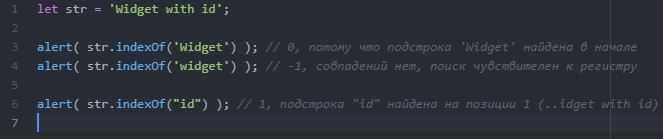 1 let str = 'Widget with id';
2
3 alert( str.indexOf('Widget') ); // 0, потому что подстрока 'Widget' найдена в начале
4 alert( str.indexOf('widget') ); // -1, совпадений нет, поиск чувствителен к регистру
5
6 alert( str.indexOf("id") ); // 1, подстрока "id" найдена на позиции 1 (..idget with id)
7